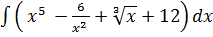 ∫ ( x⁵ − 6/x² + ∛x + 12 ) dx